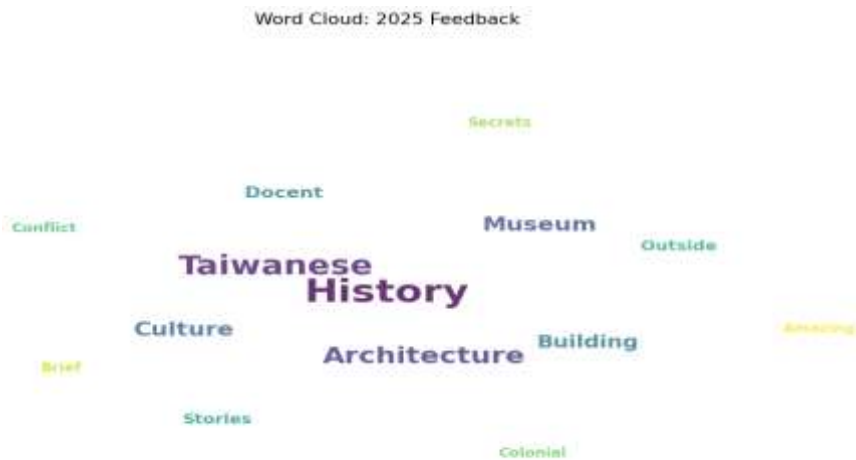 Word Cloud: 2025 Feedback
Secrets
Docent
Museum
Conflict
Outside
Taiwanese
History
Culture
Amazing
Building
Architecture
Brief
Stories
Colonial